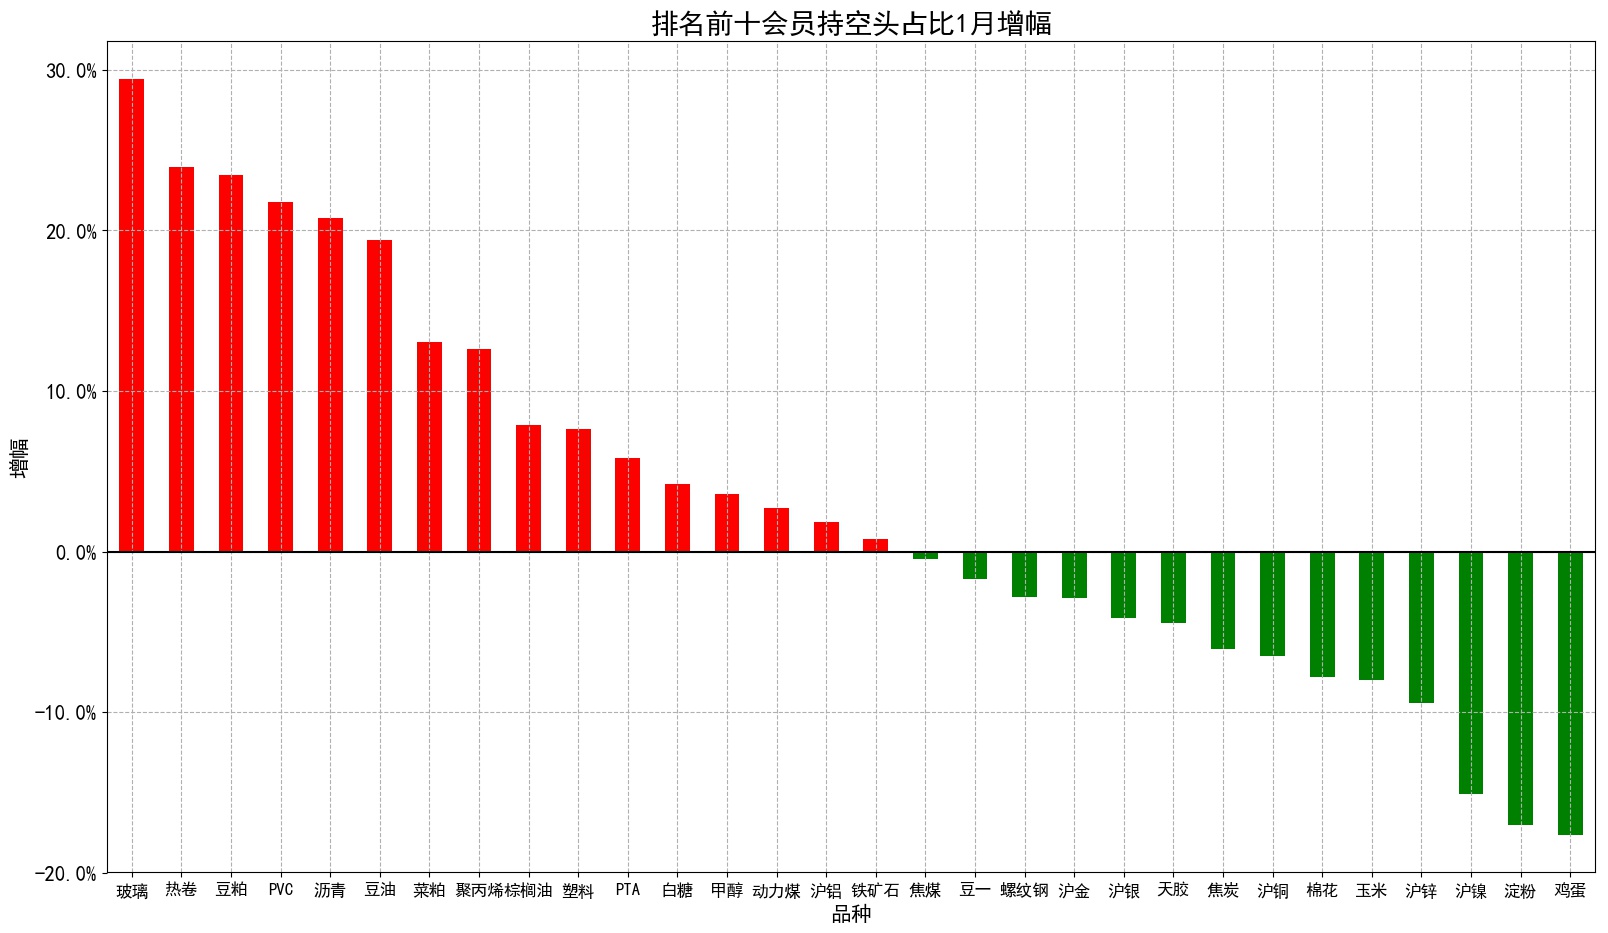 排名前十会员持空头占比1月增幅
30.0%
20.0%
10.0%
0.0%
-10.0%
-20.0%
增幅
玻璃 热卷 豆粕 PVC 沥青 豆油 菜粕 聚丙烯 棕榈油 塑料 PTA 白糖 甲醇 动力煤 沪铝 铁矿石 焦煤 豆一 螺纹钢 沪金 沪银 天胶 焦炭 沪铜 棉花 玉米 沪锌 沪镍 淀粉 鸡蛋
品种